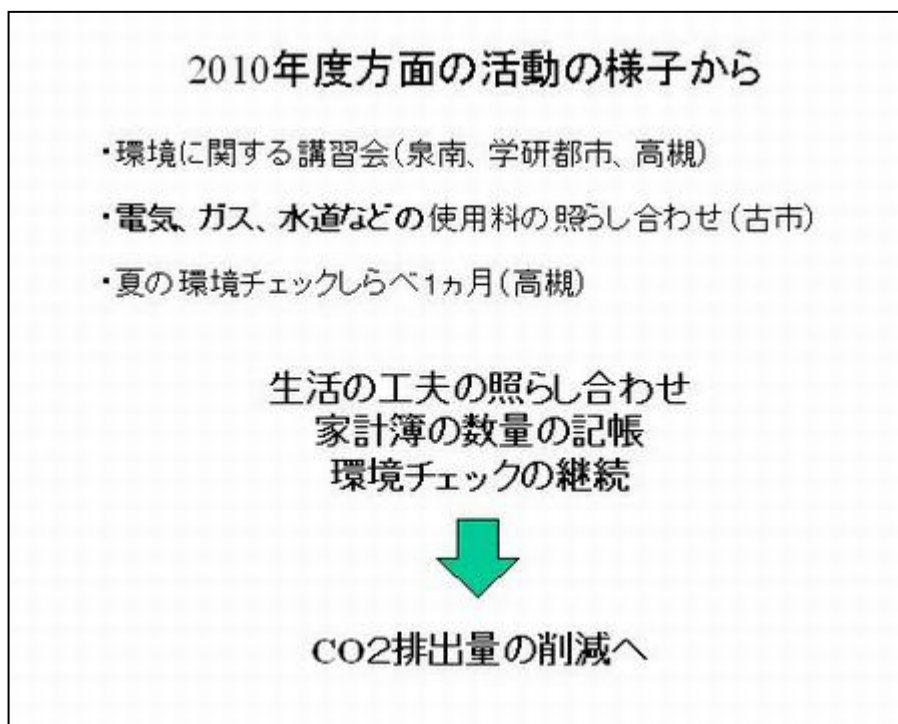 2010年度方面の活動の様子から
・環境に関する講習会(泉南、学研都市、高槻)
・電気、ガス、水道などの使用料の照らし合わせ(古市)
・夏の環境チェックしらべ1ヵ月(高槻)
生活の工夫の照らし合わせ
家計簿の数量の記帳
環境チェックの継続
CO2排出量の削減へ